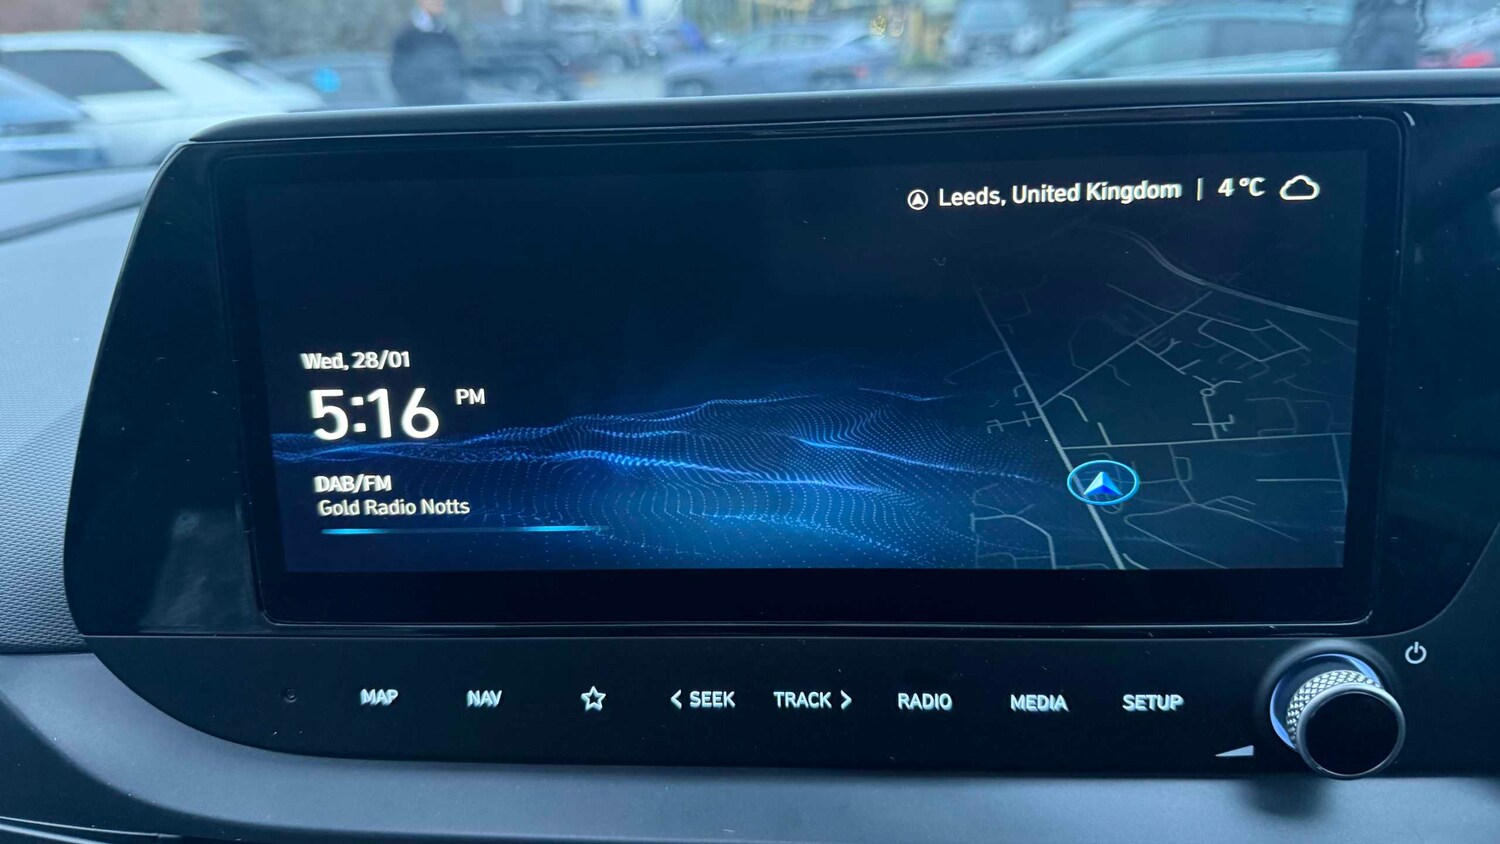 Leeds, United Kingdom | 4 °C
Wed, 28/01
5:16 PM
DAB/FM
Gold Radio Notts
MAP NAV < SEEK TRACK > RADIO MEDIA SETUP